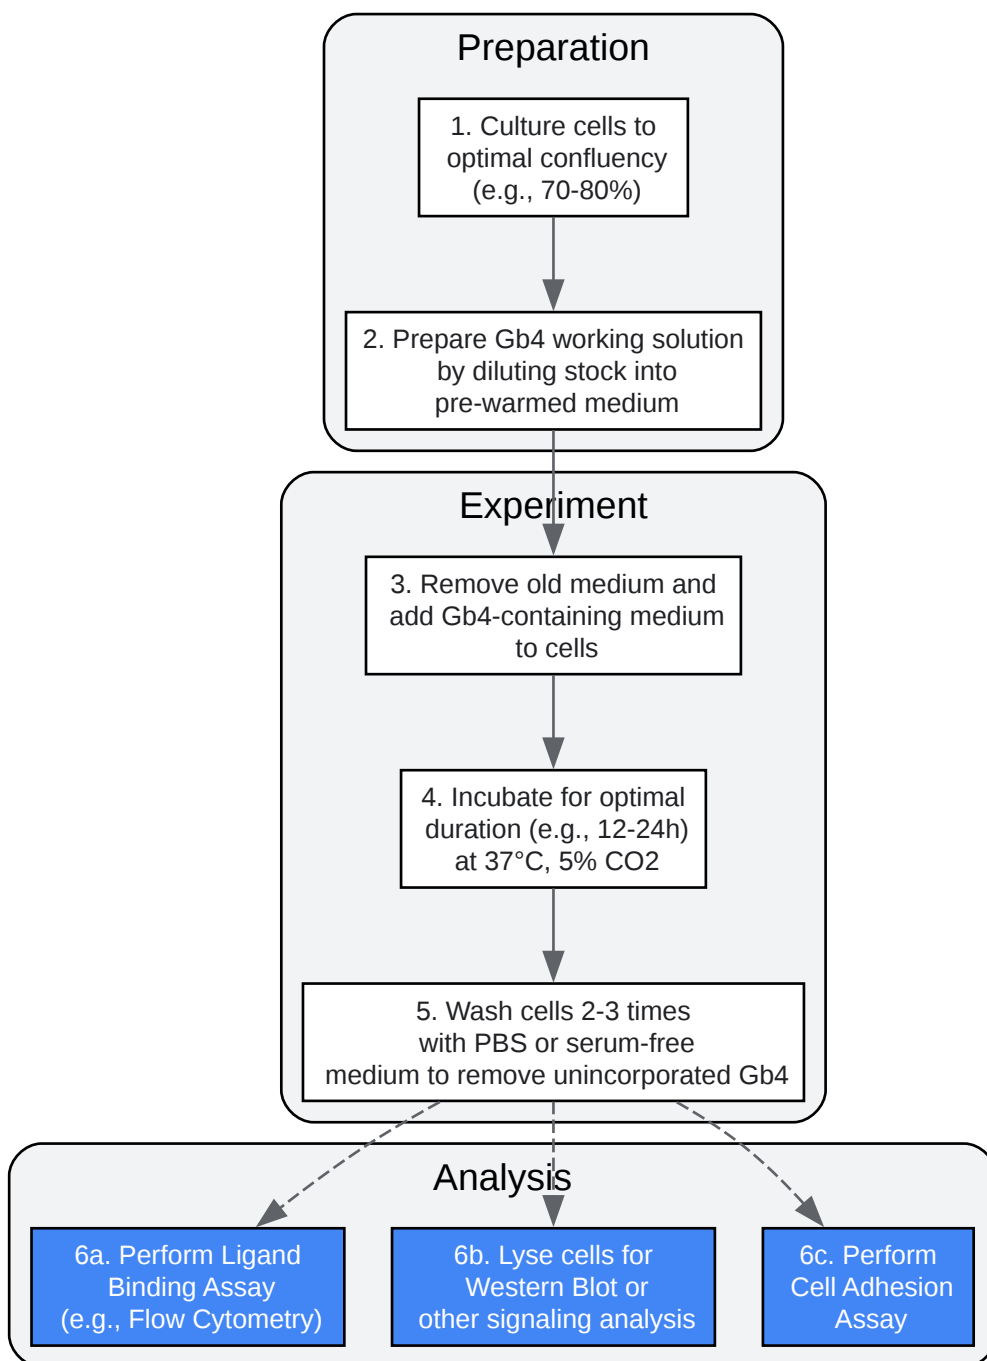 Preparation
1. Culture cells to
optimal confluency
(e.g., 70-80%)
2. Prepare Gb4 working solution
by diluting stock into
pre-warmed medium
Experiment
3. Remove old medium and
add Gb4-containing medium
to cells
4. Incubate for optimal
duration (e.g., 12-24h)
at 37°C, 5% CO2
5. Wash cells 2-3 times
with PBS or serum-free
medium to remove unincorporated Gb4
Analysis
6a. Perform Ligand
Binding Assay
(e.g., Flow Cytometry)
6b. Lyse cells for
Western Blot or
other signaling analysis
6c. Perform
Cell Adhesion
Assay